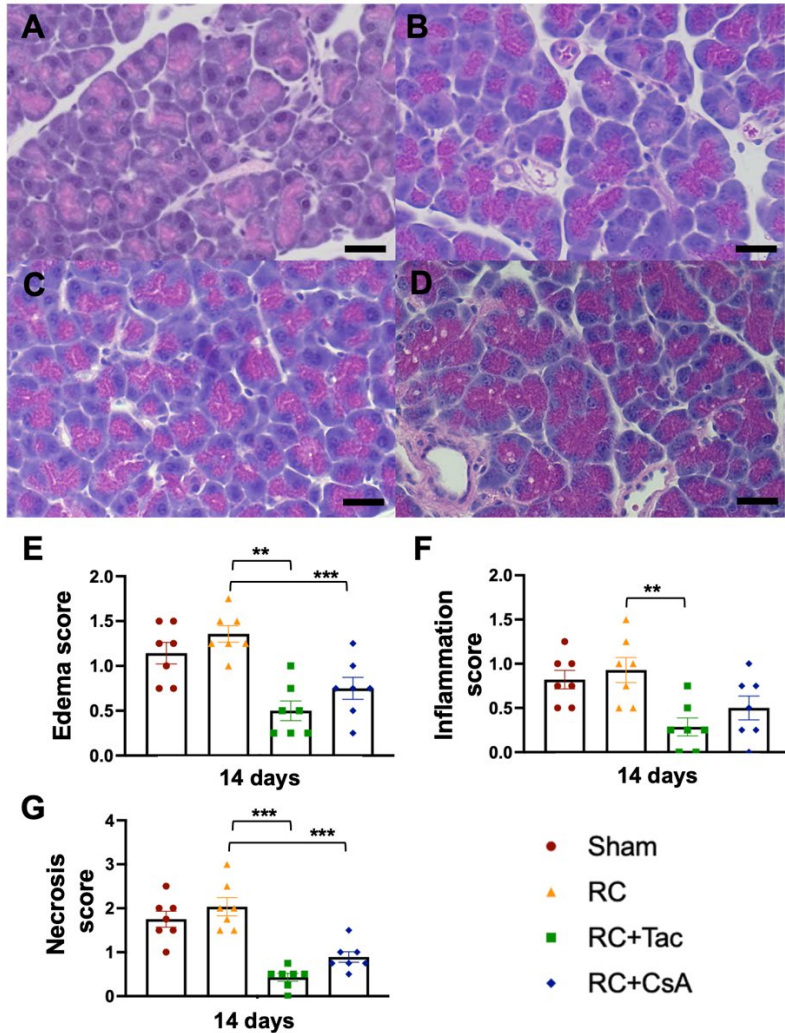 A
B
C
D
E
**
***
2.0
1.5
1.0
0.5
0.0
Edema score
14 days
F
**
2.0
1.5
1.0
0.5
0.0
Inflammation
score
14 days
G
***
***
4
3
2
1
0
Necrosis
score
14 days
Sham
RC
RC+Tac
RC+CsA